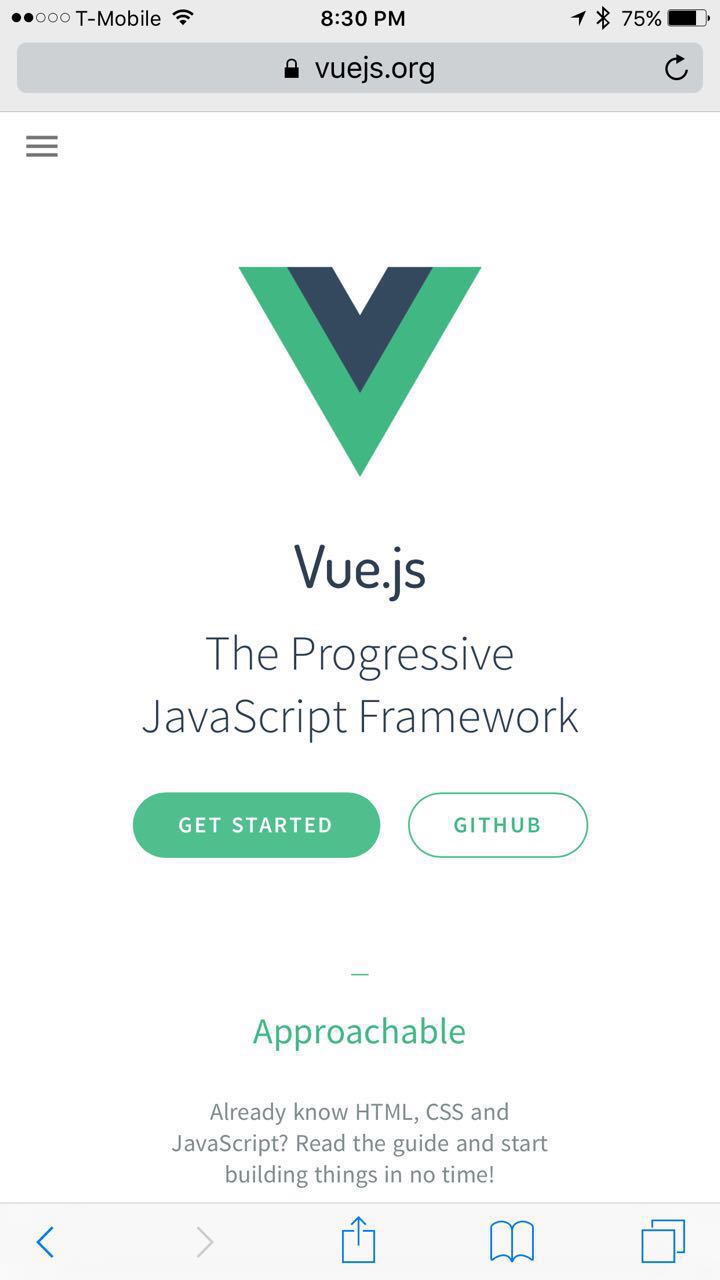 T-Mobile 8:30 PM 75%
vuejs.org
Vue.js
The Progressive
JavaScript Framework
GET STARTED GITHUB
Approachable
Already know HTML, CSS and
JavaScript? Read the guide and start
building things in no time!